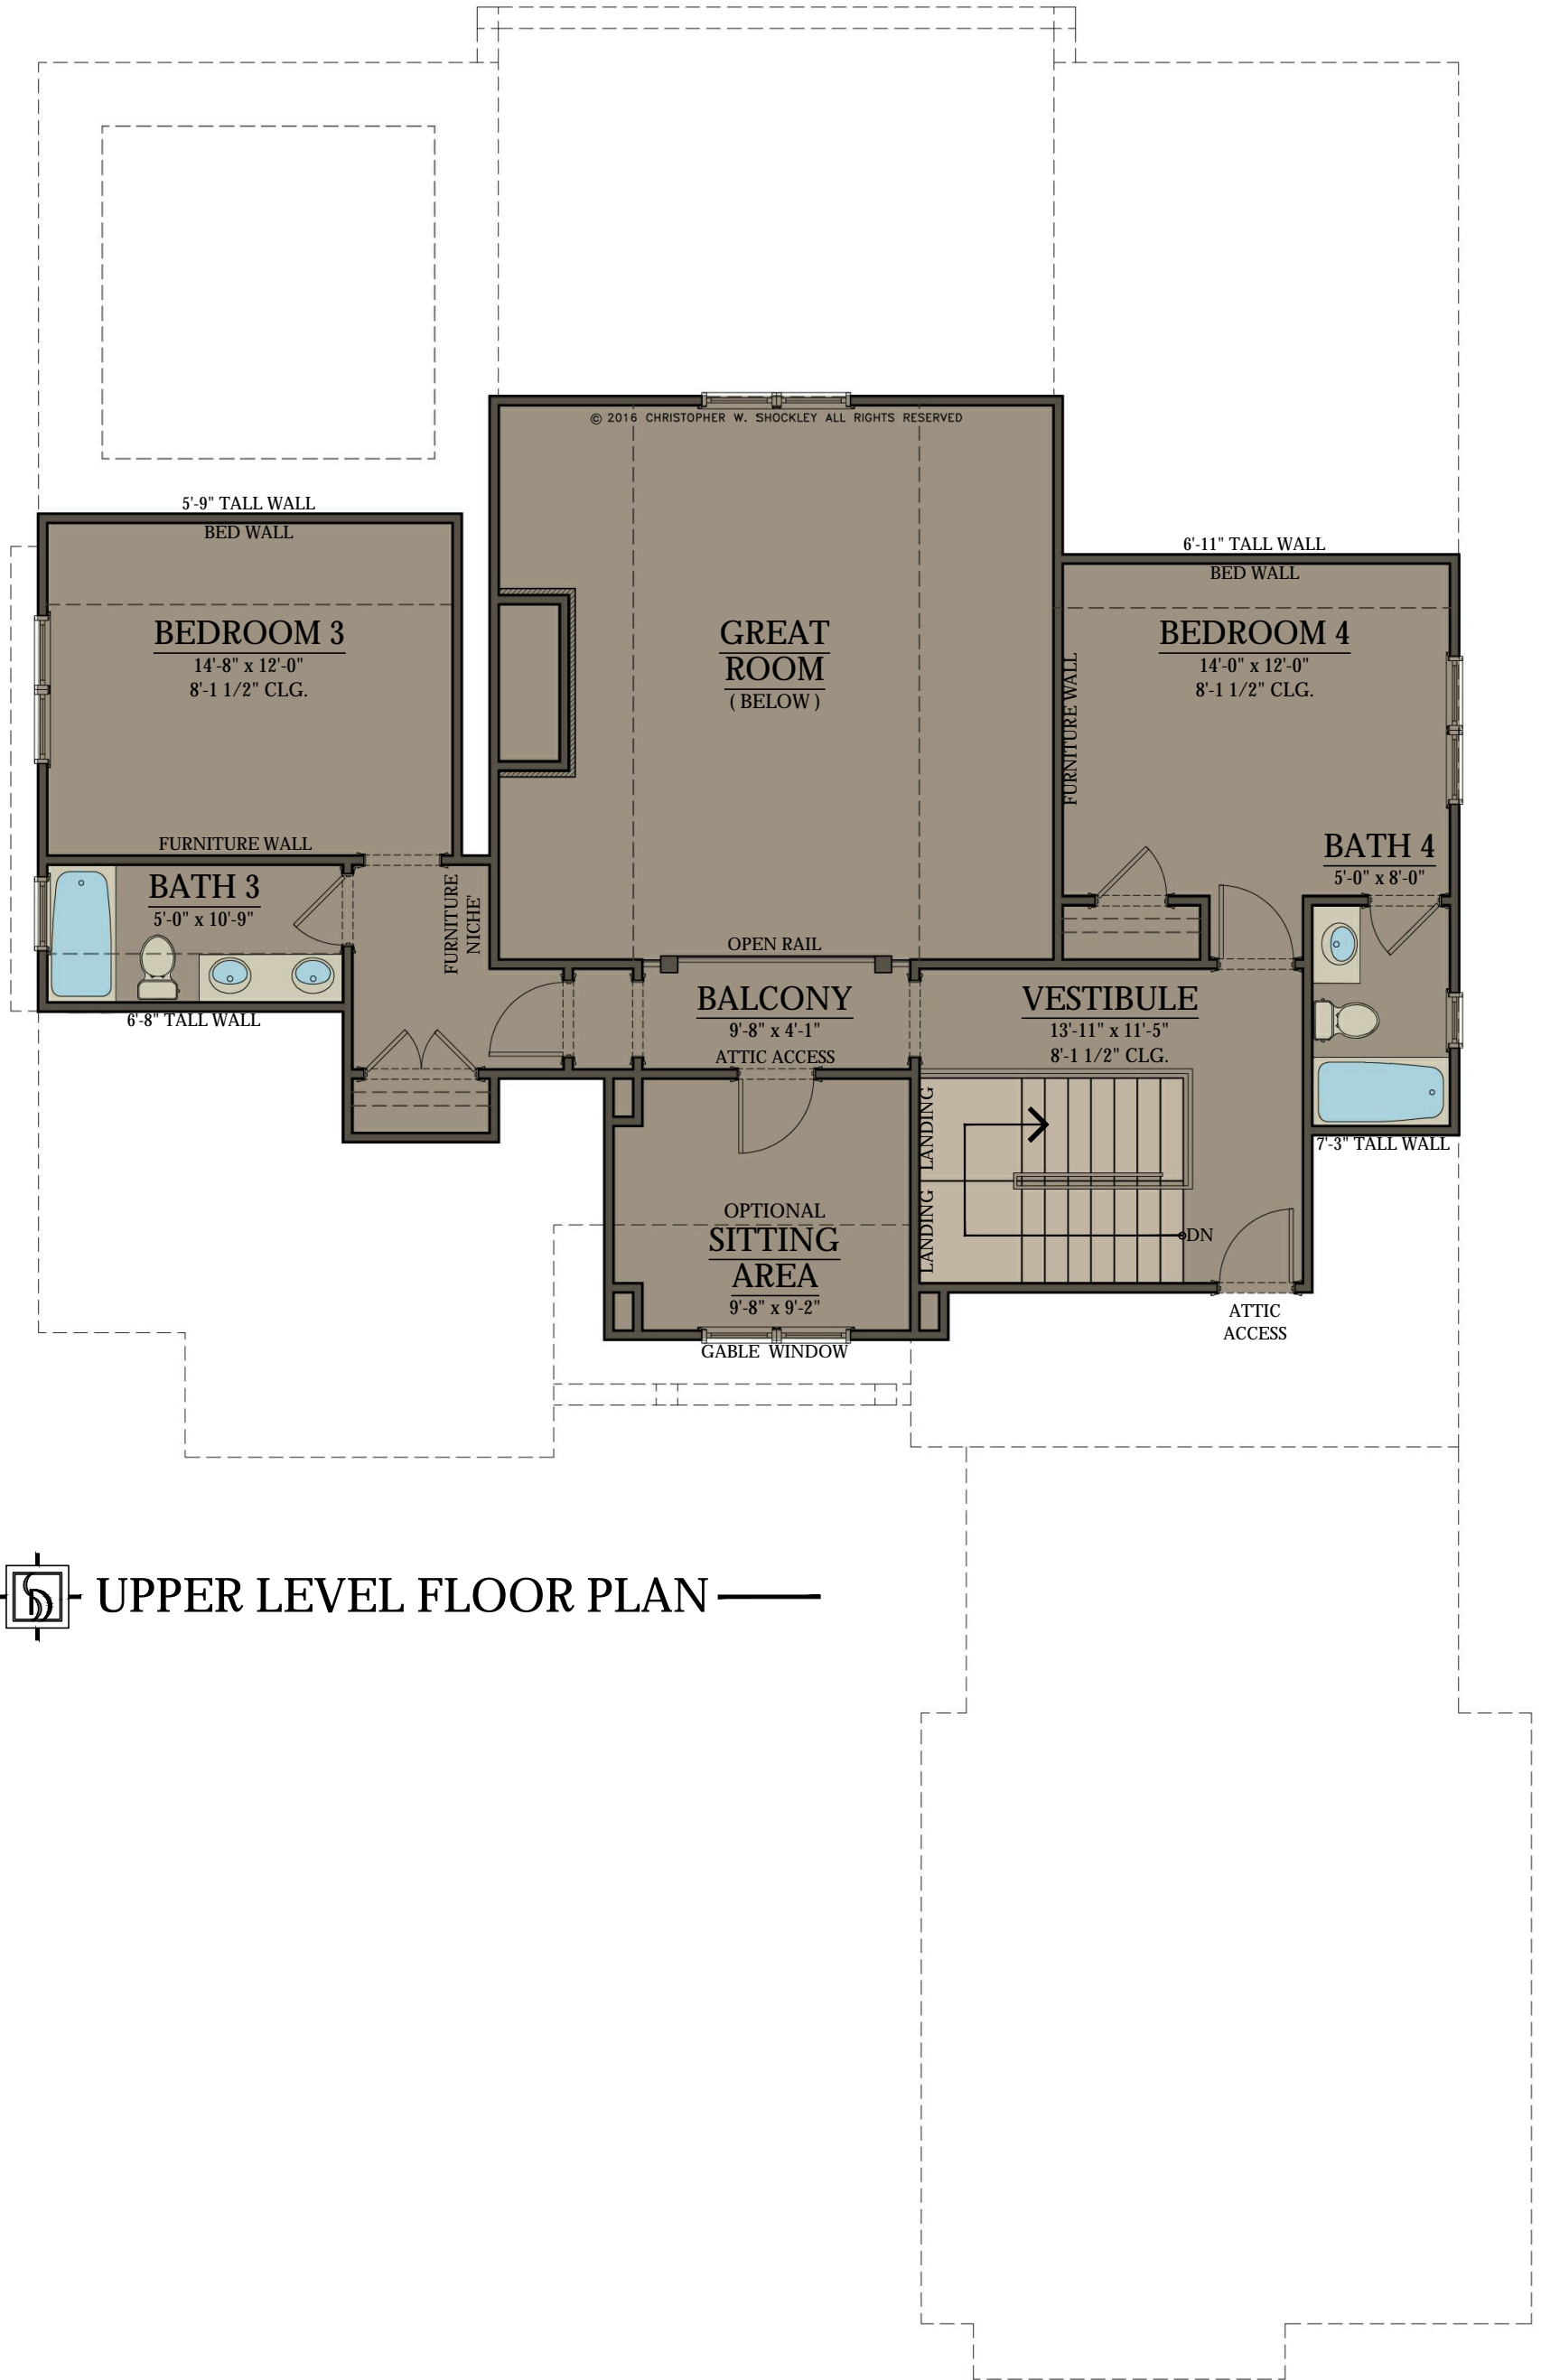 © 2016 CHRISTOPHER W. SHOCKLEY ALL RIGHTS RESERVED
5'-9" TALL WALL
BED WALL
BEDROOM 3
14'-8" x 12'-0"
8'-1 1/2" CLG.
FURNITURE WALL
GREAT
ROOM
( BELOW )
6'-11" TALL WALL
BED WALL
BEDROOM 4
14'-0" x 12'-0"
8'-1 1/2" CLG.
FURNITURE WALL
BATH 4
5'-0" x 8'-0"
BATH 3
5'-0" x 10'-9"
6'-8" TALL WALL
FURNITURE
NICHE
OPEN RAIL
BALCONY
9'-8" x 4'-1"
ATTIC ACCESS
VESTIBULE
13'-11" x 11'-5"
8'-1 1/2" CLG.
LANDING
LANDING
DN
7'-3" TALL WALL
OPTIONAL
SITTING
AREA
9'-8" x 9'-2"
GABLE WINDOW
ATTIC
ACCESS
UPPER LEVEL FLOOR PLAN